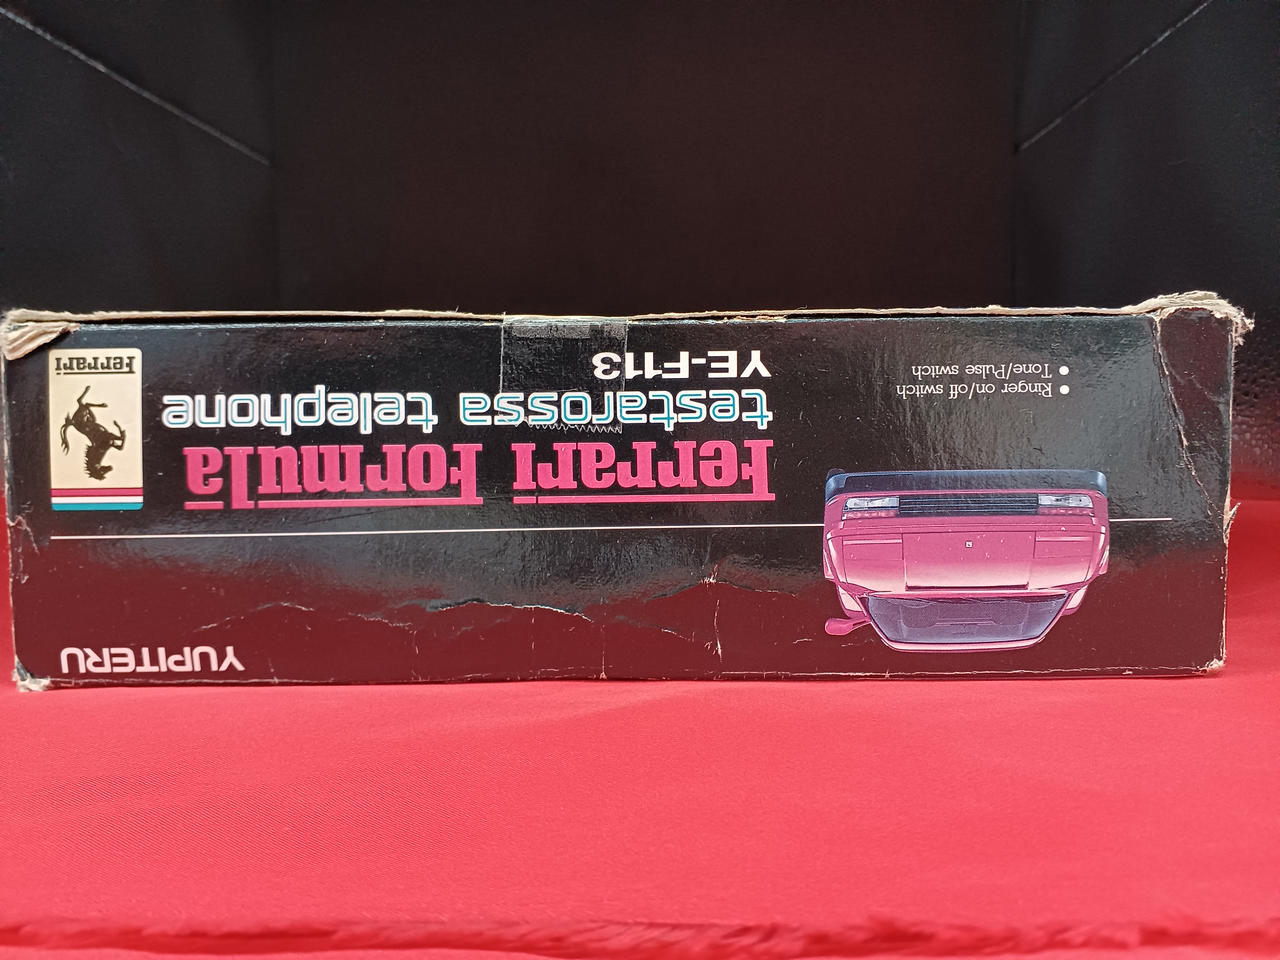 YUPITERU
Ferrari Formula
testarossa telephone
YE-F113
Ferrari
• Ringer on/off switch
• Tone/Pulse switch